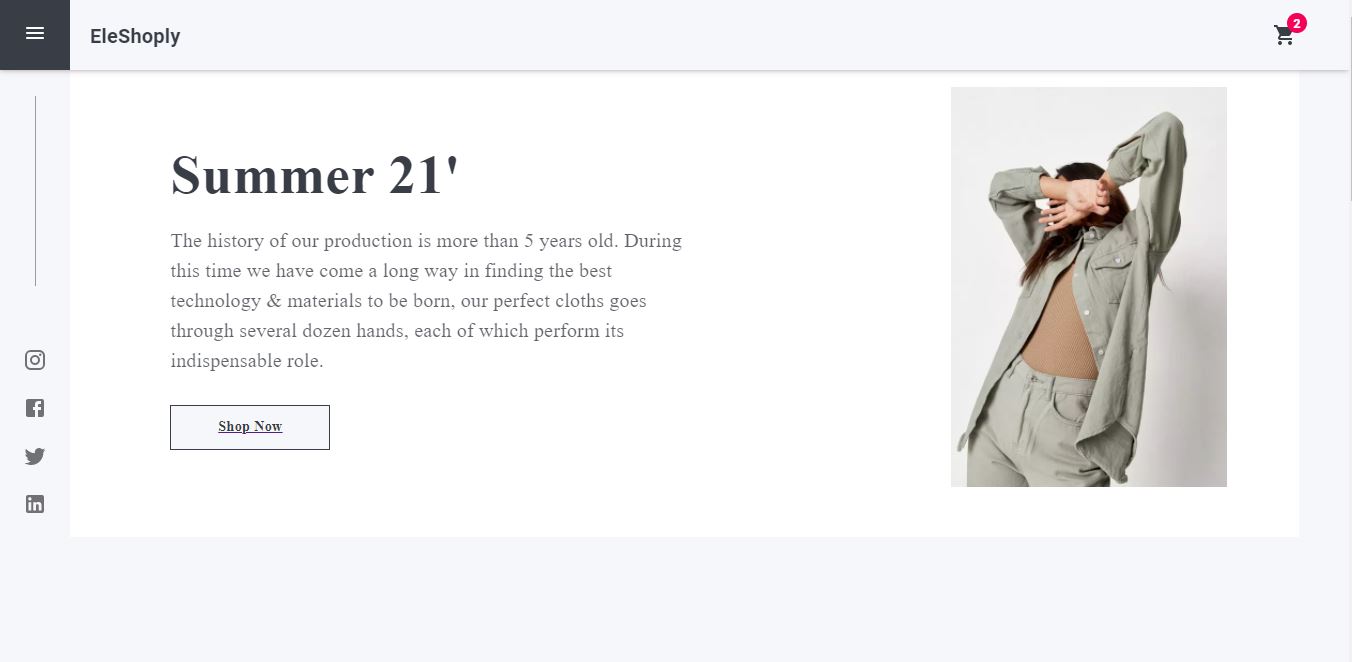 EleShoply
2
Summer 21'
The history of our production is more than 5 years old. During
this time we have come a long way in finding the best
technology & materials to be born, our perfect cloths goes
through several dozen hands, each of which perform its
indispensable role.
Shop Now